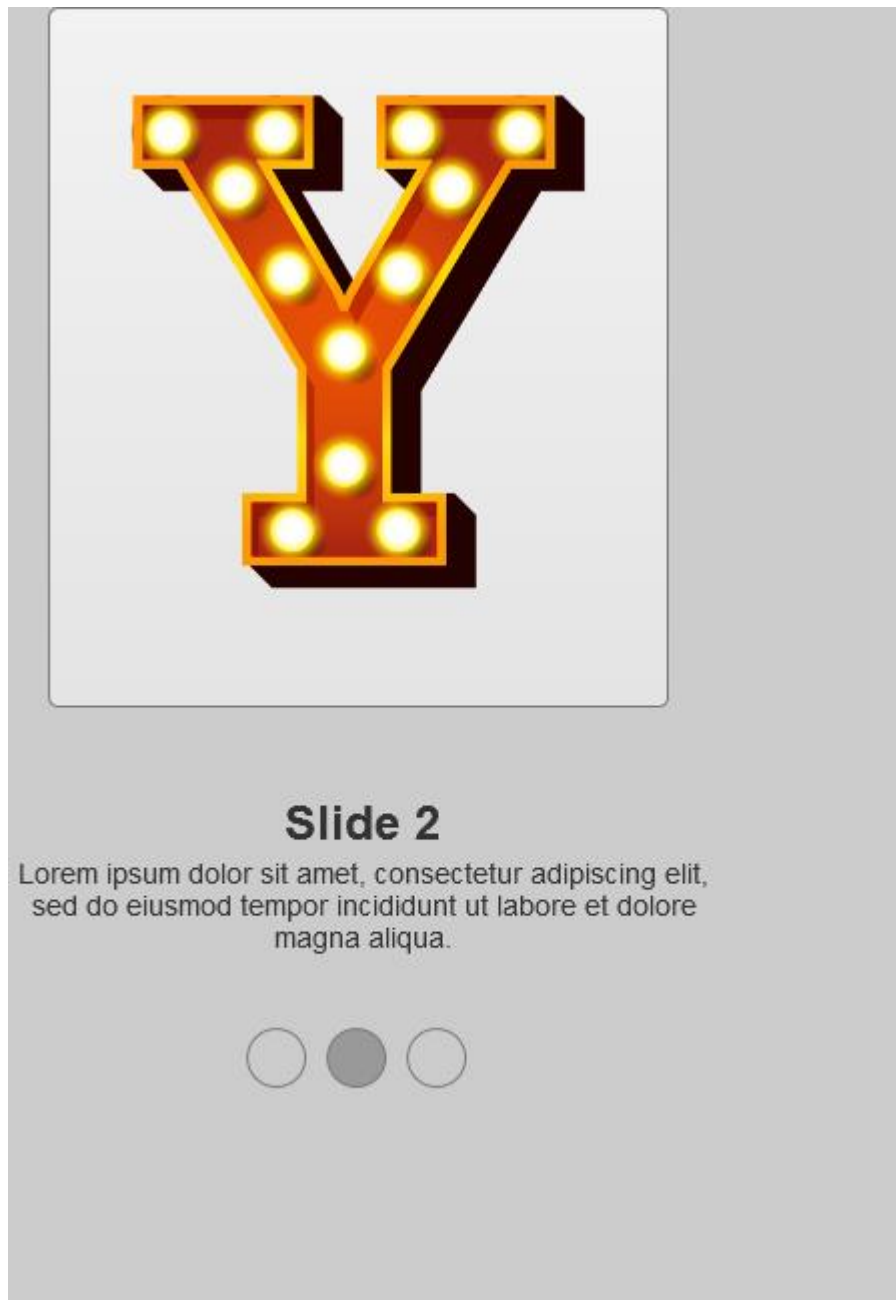 Y
Slide 2
Lorem ipsum dolor sit amet, consectetur adipiscing elit,
sed do eiusmod tempor incididunt ut labore et dolore
magna aliqua.